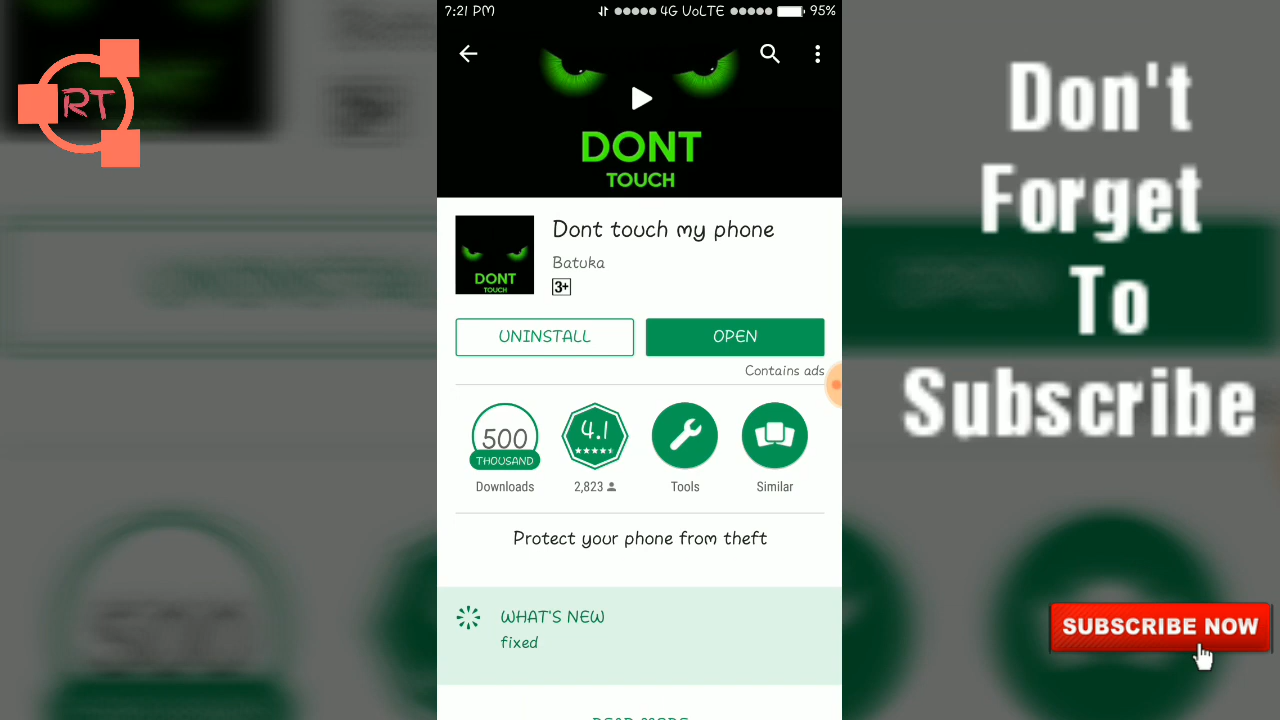 7:21 PM 4G VoLTE 95%
RT
DONT
TOUCH
Dont touch my phone
Batuka
3+
DONT
TOUCH
UNINSTALL OPEN
Contains ads
500 4.1
THOUSAND
Downloads 2,823 Tools Similar
Protect your phone from theft
WHAT'S NEW
fixed
READ MORE
Don't
Forget
To
Subscribe
SUBSCRIBE NOW